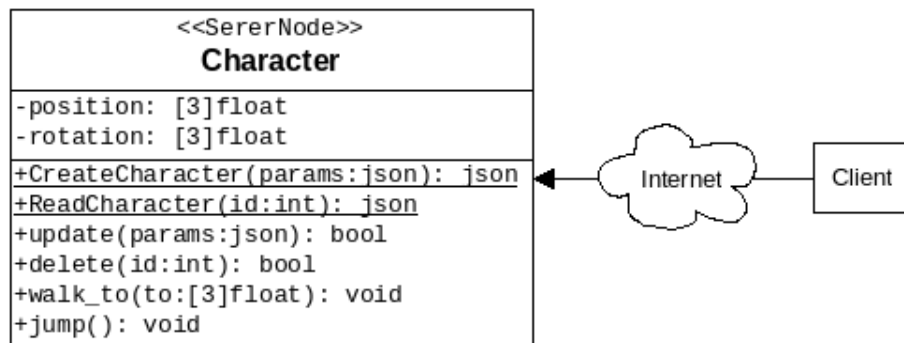 <<SererNode>>
Character
-position: [3]float
-rotation: [3]float
+CreateCharacter(params:json): json
+ReadCharacter(id:int): json
+update(params:json): bool
+delete(id:int): bool
+walk_to(to:[3]float): void
+jump(): void
Internet
Client